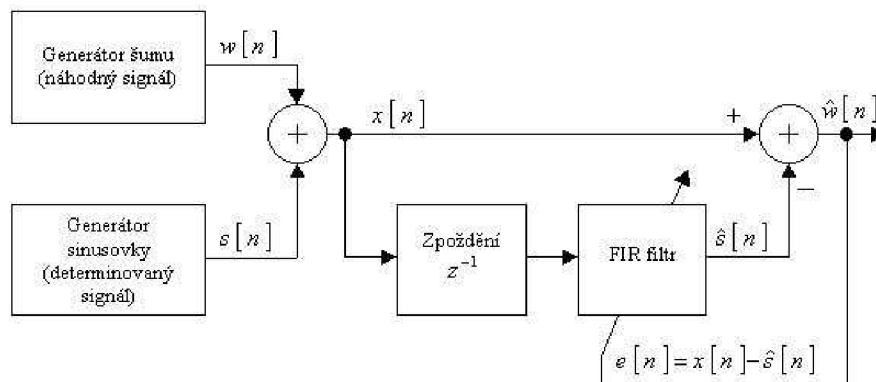 Generátor šumu
(náhodný signál)
w[n]
x[n]
+
+
+
ŵ[n]
−
Generátor
sinusovky
(determinovaný
signál)
s[n]
Zpoždění
z⁻¹
FIR filtr
ŝ[n]
e[n]=x[n]−ŝ[n]